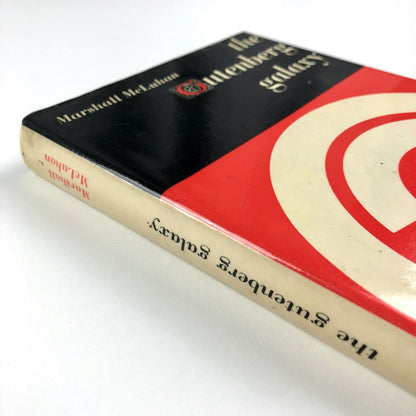 Marshall McLuhan
the
Gutenberg
galaxy
Marshall
McLuhan
the gutenberg galaxy